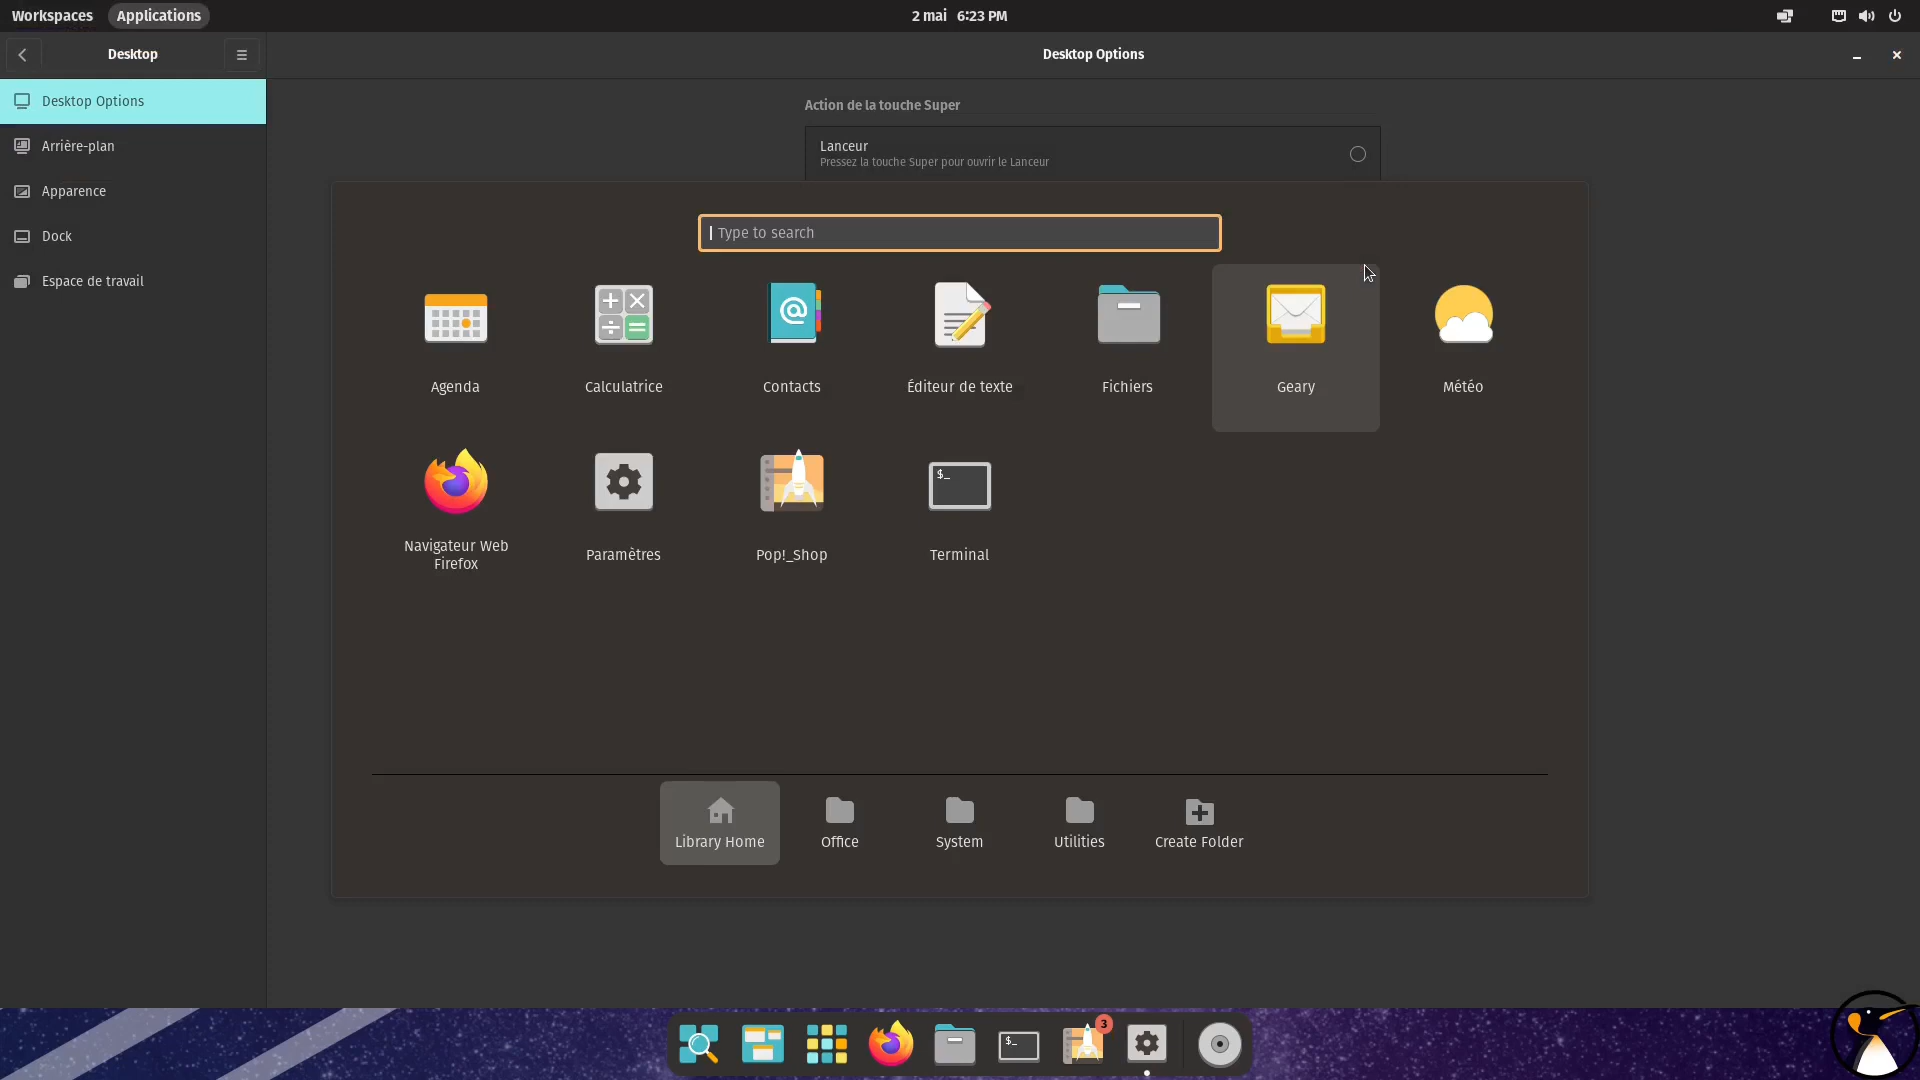 Workspaces Applications 2 mai 6:23 PM
Desktop Desktop Options
Desktop Options
Arrière-plan
Apparence
Dock
Espace de travail
Action de la touche Super
Lanceur
Pressez la touche Super pour ouvrir le Lanceur
Type to search
Agenda Calculatrice Contacts Éditeur de texte Fichiers Geary Météo
$_
Navigateur Web
Firefox
Paramètres Pop!_Shop Terminal
Library Home Office System Utilities Create Folder
$_ 3